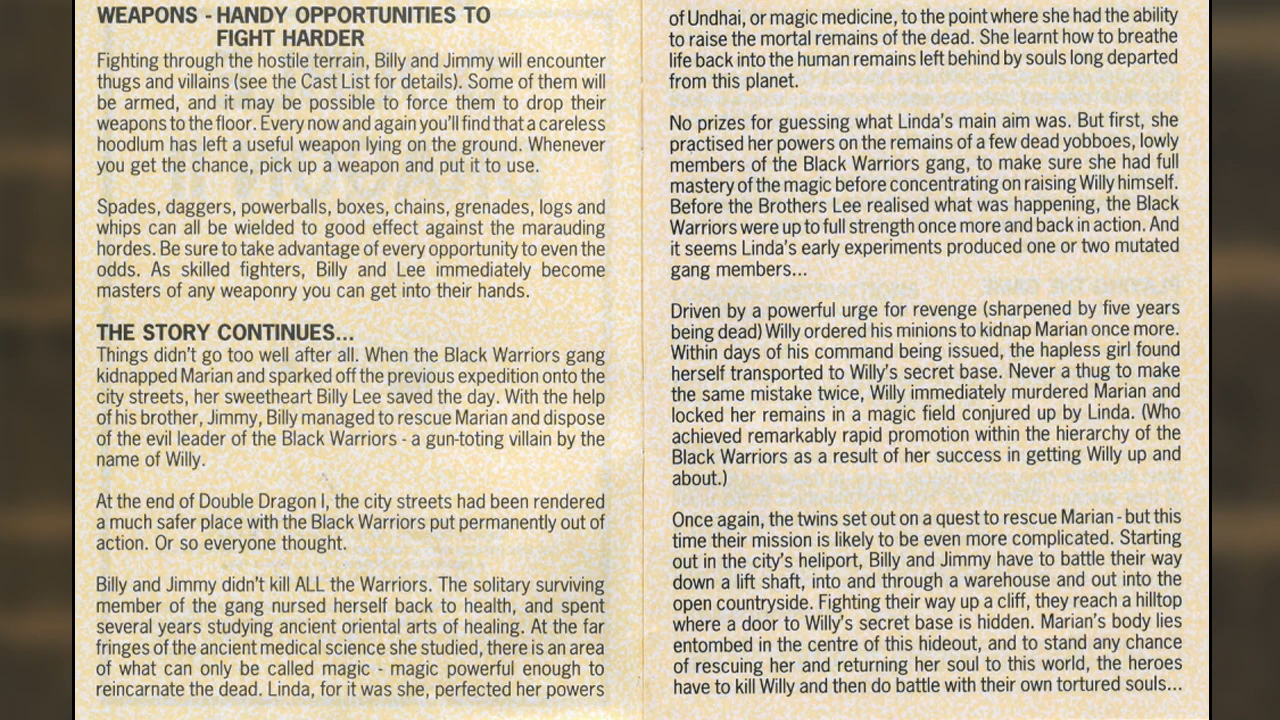 WEAPONS - HANDY OPPORTUNITIES TO
FIGHT HARDER
Fighting through the hostile terrain, Billy and Jimmy will encounter
thugs and villains (see the Cast List for details). Some of them will
be armed, and it may be possible to force them to drop their
weapons to the floor. Every now and again you'll find that a careless
hoodlum has left a useful weapon lying on the ground. Whenever
you get the chance, pick up a weapon and put it to use.
Spades, daggers, powerballs, boxes, chains, grenades, logs and
whips can all be wielded to good effect against the marauding
hordes. Be sure to take advantage of every opportunity to even the
odds. As skilled fighters, Billy and Lee immediately become
masters of any weaponry you can get into their hands.
THE STORY CONTINUES...
Things didn't go too well after all. When the Black Warriors gang
kidnapped Marian and sparked off the previous expedition onto the
city streets, her sweetheart Billy Lee saved the day. With the help
of his brother, Jimmy, Billy managed to rescue Marian and dispose
of the evil leader of the Black Warriors - a gun-toting villain by the
name of Willy.
At the end of Double Dragon I, the city streets had been rendered
a much safer place with the Black Warriors put permanently out of
action. Or so everyone thought.
Billy and Jimmy didn't kill ALL the Warriors. The solitary surviving
member of the gang nursed herself back to health, and spent
several years studying ancient oriental arts of healing. At the far
fringes of the ancient medical science she studied, there is an area
of what can only be called magic - magic powerful enough to
reincarnate the dead. Linda, for it was she, perfected her powers
of Undhai, or magic medicine, to the point where she had the ability
to raise the mortal remains of the dead. She learnt how to breathe
life back into the human remains left behind by souls long departed
from this planet.
No prizes for guessing what Linda's main aim was. But first, she
practised her powers on the remains of a few dead yobboes, lowly
members of the Black Warriors gang, to make sure she had full
mastery of the magic before concentrating on raising Willy himself.
Before the Brothers Lee realised what was happening, the Black
Warriors were up to full strength once more and back in action. And
it seems Linda's early experiments produced one or two mutated
gang members...
Driven by a powerful urge for revenge (sharpened by five years
being dead) Willy ordered his minions to kidnap Marian once more.
Within days of his command being issued, the hapless girl found
herself transported to Willy's secret base. Never a thug to make
the same mistake twice, Willy immediately murdered Marian and
locked her remains in a magic field conjured up by Linda. (Who
achieved remarkably rapid promotion within the hierarchy of the
Black Warriors as a result of her success in getting Willy up and
about.)
Once again, the twins set out on a quest to rescue Marian - but this
time their mission is likely to be even more complicated. Starting
out in the city's heliport, Billy and Jimmy have to battle their way
down a lift shaft, into and through a warehouse and out into the
open countryside. Fighting their way up a cliff, they reach a hilltop
where a door to Willy's secret base is hidden. Marian's body lies
entombed in the centre of this hideout, and to stand any chance
of rescuing her and returning her soul to this world, the heroes
have to kill Willy and then do battle with their own tortured souls...